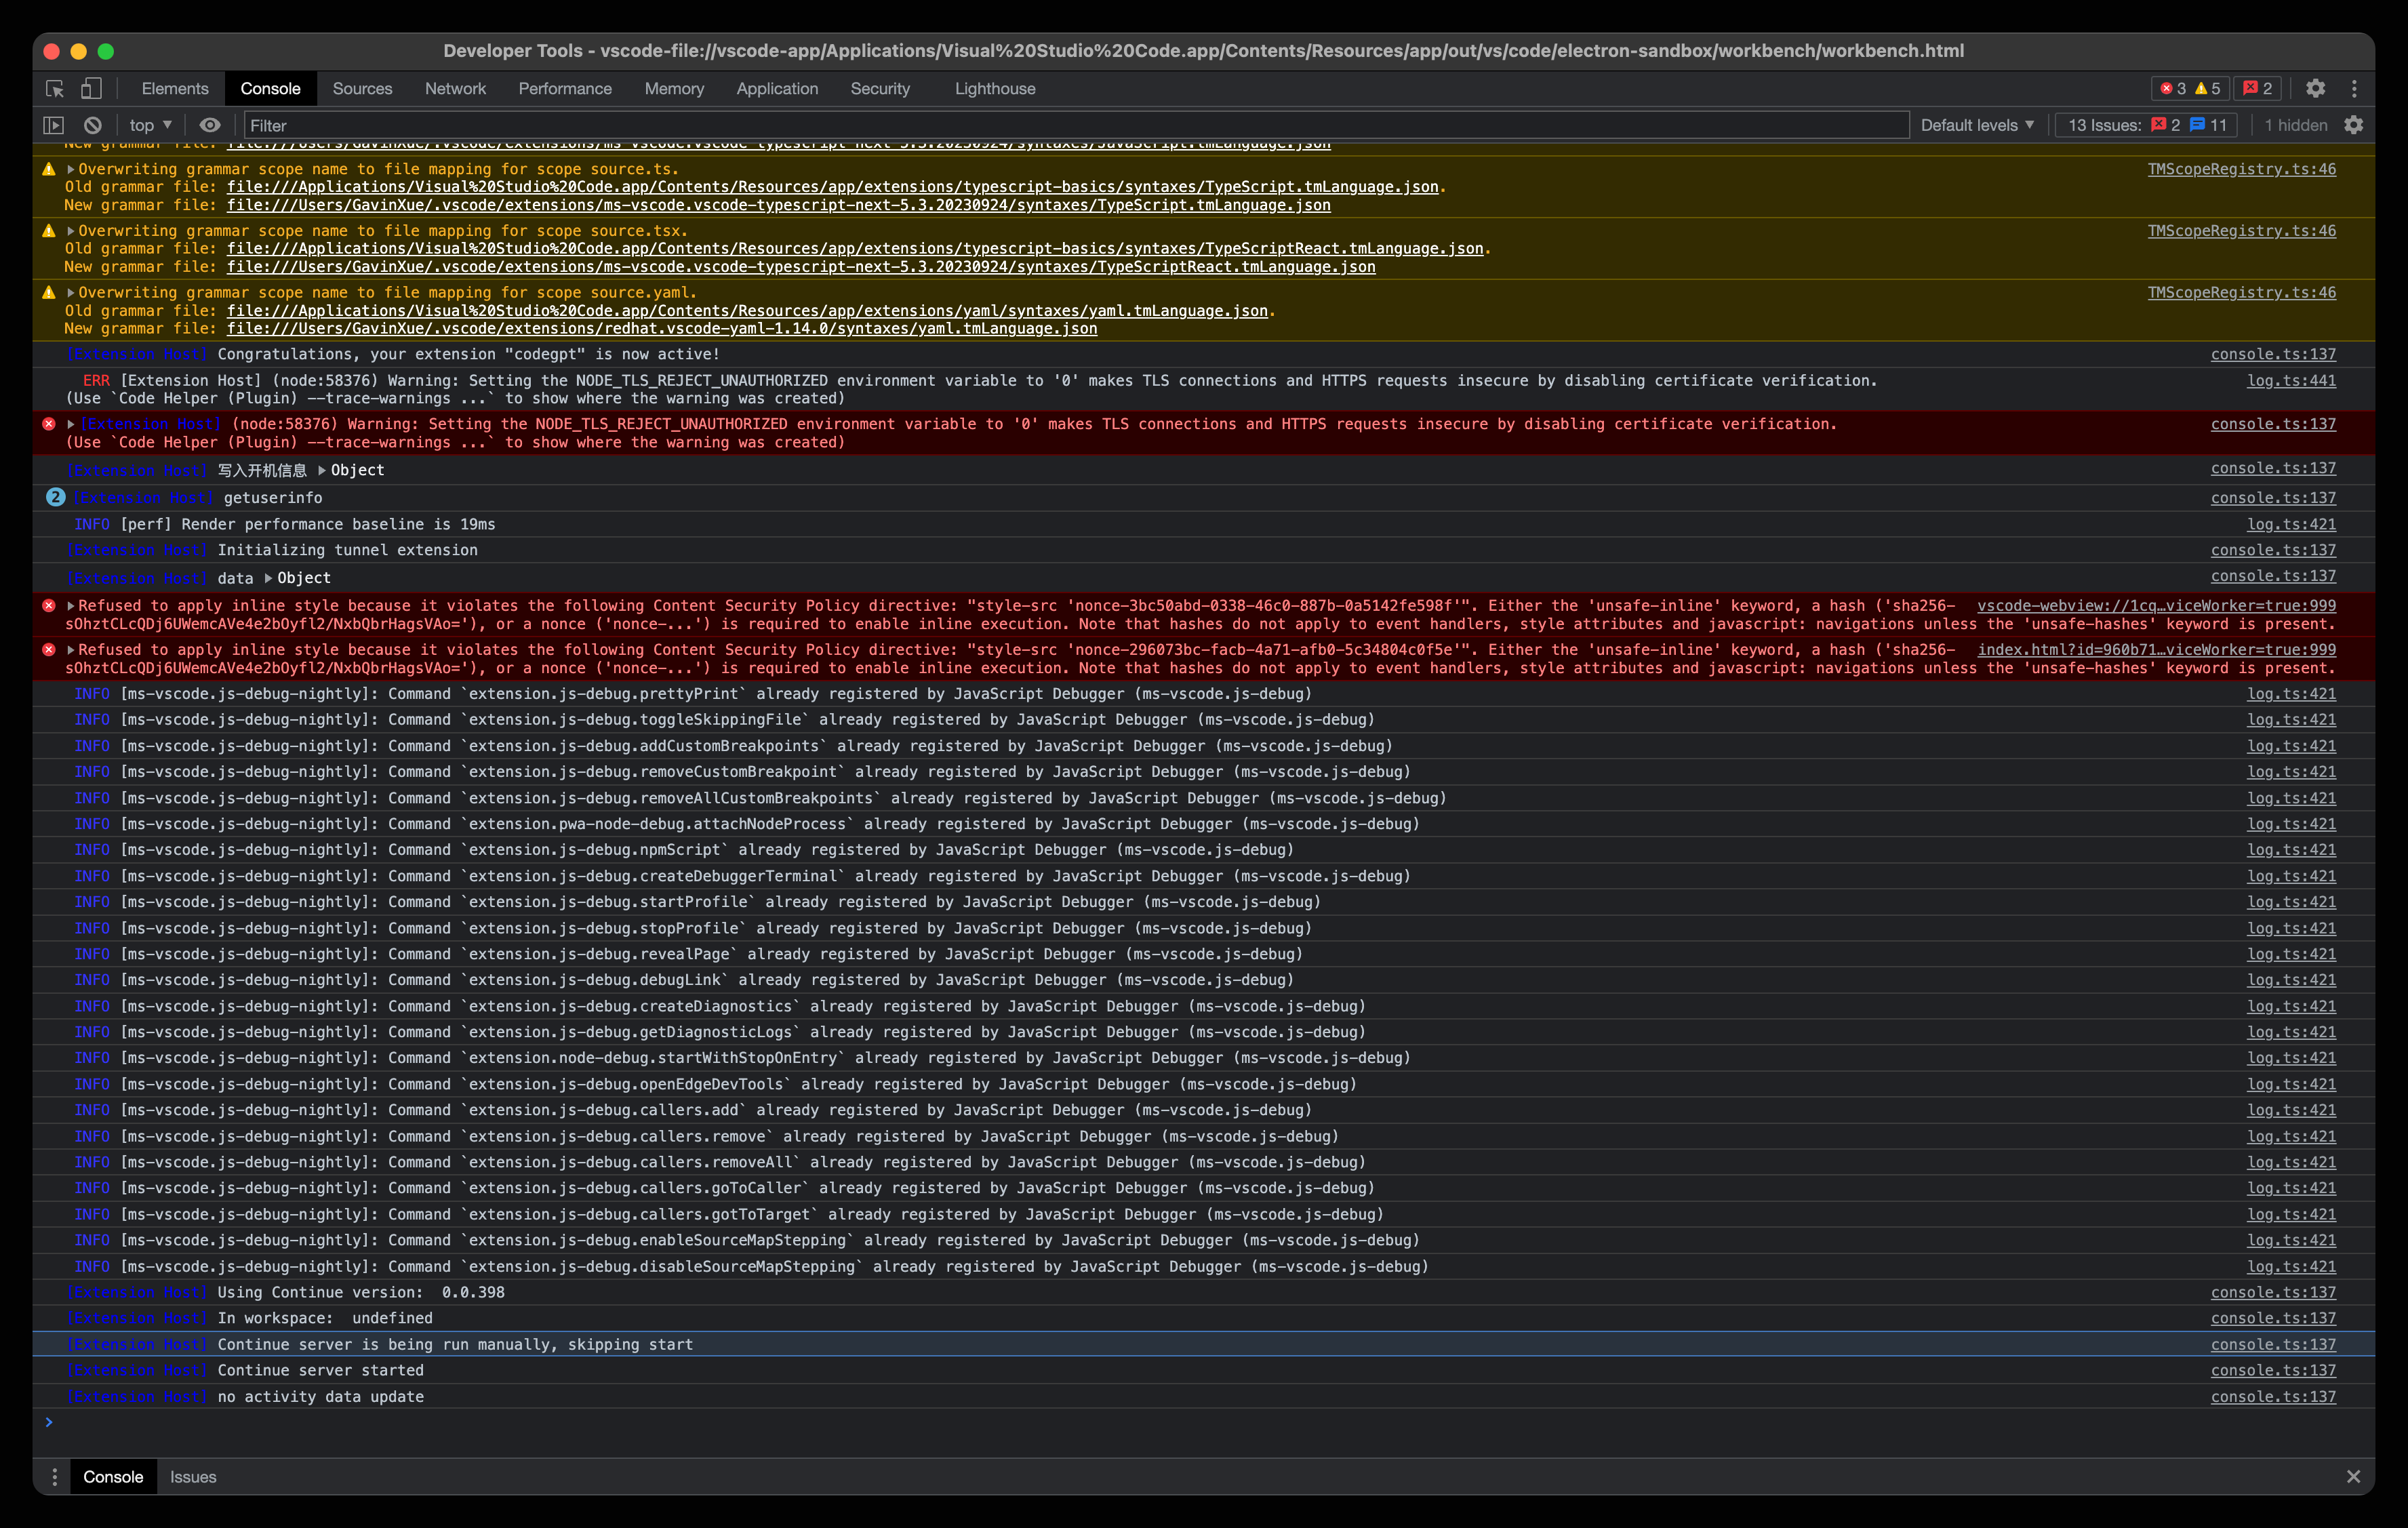 Developer Tools - vscode-file://vscode-app/Applications/Visual%20Studio%20Code.app/Contents/Resources/app/out/vs/code/electron-sandbox/workbench/workbench.html
Elements Console Sources Network Performance Memory Application Security Lighthouse 3 5 2
top Filter Default levels 13 Issues: 2 11 1 hidden
New grammar file: file:///Users/GavinXue/.vscode/extensions/ms-vscode.vscode-typescript-next-5.3.20230924/syntaxes/JavaScript.tmLanguage.json
Overwriting grammar scope name to file mapping for scope source.ts. TMScopeRegistry.ts:46
Old grammar file: file:///Applications/Visual%20Studio%20Code.app/Contents/Resources/app/extensions/typescript-basics/syntaxes/TypeScript.tmLanguage.json.
New grammar file: file:///Users/GavinXue/.vscode/extensions/ms-vscode.vscode-typescript-next-5.3.20230924/syntaxes/TypeScript.tmLanguage.json
Overwriting grammar scope name to file mapping for scope source.tsx. TMScopeRegistry.ts:46
Old grammar file: file:///Applications/Visual%20Studio%20Code.app/Contents/Resources/app/extensions/typescript-basics/syntaxes/TypeScriptReact.tmLanguage.json.
New grammar file: file:///Users/GavinXue/.vscode/extensions/ms-vscode.vscode-typescript-next-5.3.20230924/syntaxes/TypeScriptReact.tmLanguage.json
Overwriting grammar scope name to file mapping for scope source.yaml. TMScopeRegistry.ts:46
Old grammar file: file:///Applications/Visual%20Studio%20Code.app/Contents/Resources/app/extensions/yaml/syntaxes/yaml.tmLanguage.json.
New grammar file: file:///Users/GavinXue/.vscode/extensions/redhat.vscode-yaml-1.14.0/syntaxes/yaml.tmLanguage.json
[Extension Host] Congratulations, your extension "codegpt" is now active! console.ts:137
ERR [Extension Host] (node:58376) Warning: Setting the NODE_TLS_REJECT_UNAUTHORIZED environment variable to '0' makes TLS connections and HTTPS requests insecure by disabling certificate verification. log.ts:441
(Use `Code Helper (Plugin) --trace-warnings ...` to show where the warning was created)
[Extension Host] (node:58376) Warning: Setting the NODE_TLS_REJECT_UNAUTHORIZED environment variable to '0' makes TLS connections and HTTPS requests insecure by disabling certificate verification. console.ts:137
(Use `Code Helper (Plugin) --trace-warnings ...` to show where the warning was created)
[Extension Host] 写入开机信息 Object console.ts:137
2 [Extension Host] getuserinfo console.ts:137
INFO [perf] Render performance baseline is 19ms log.ts:421
[Extension Host] Initializing tunnel extension console.ts:137
[Extension Host] data Object console.ts:137
Refused to apply inline style because it violates the following Content Security Policy directive: "style-src 'nonce-3bc50abd-0338-46c0-887b-0a5142fe598f'". Either the 'unsafe-inline' keyword, a hash ('sha256- vscode-webview://1cq…viceWorker=true:999
sOhztCLcQDj6UWemcAVe4e2bOyfl2/NxbQbrHagsVAo='), or a nonce ('nonce-...') is required to enable inline execution. Note that hashes do not apply to event handlers, style attributes and javascript: navigations unless the 'unsafe-hashes' keyword is present.
Refused to apply inline style because it violates the following Content Security Policy directive: "style-src 'nonce-296073bc-facb-4a71-afb0-5c34804c0f5e'". Either the 'unsafe-inline' keyword, a hash ('sha256- index.html?id=960b71…viceWorker=true:999
sOhztCLcQDj6UWemcAVe4e2bOyfl2/NxbQbrHagsVAo='), or a nonce ('nonce-...') is required to enable inline execution. Note that hashes do not apply to event handlers, style attributes and javascript: navigations unless the 'unsafe-hashes' keyword is present.
INFO [ms-vscode.js-debug-nightly]: Command `extension.js-debug.prettyPrint` already registered by JavaScript Debugger (ms-vscode.js-debug) log.ts:421
INFO [ms-vscode.js-debug-nightly]: Command `extension.js-debug.toggleSkippingFile` already registered by JavaScript Debugger (ms-vscode.js-debug) log.ts:421
INFO [ms-vscode.js-debug-nightly]: Command `extension.js-debug.addCustomBreakpoints` already registered by JavaScript Debugger (ms-vscode.js-debug) log.ts:421
INFO [ms-vscode.js-debug-nightly]: Command `extension.js-debug.removeCustomBreakpoint` already registered by JavaScript Debugger (ms-vscode.js-debug) log.ts:421
INFO [ms-vscode.js-debug-nightly]: Command `extension.js-debug.removeAllCustomBreakpoints` already registered by JavaScript Debugger (ms-vscode.js-debug) log.ts:421
INFO [ms-vscode.js-debug-nightly]: Command `extension.pwa-node-debug.attachNodeProcess` already registered by JavaScript Debugger (ms-vscode.js-debug) log.ts:421
INFO [ms-vscode.js-debug-nightly]: Command `extension.js-debug.npmScript` already registered by JavaScript Debugger (ms-vscode.js-debug) log.ts:421
INFO [ms-vscode.js-debug-nightly]: Command `extension.js-debug.createDebuggerTerminal` already registered by JavaScript Debugger (ms-vscode.js-debug) log.ts:421
INFO [ms-vscode.js-debug-nightly]: Command `extension.js-debug.startProfile` already registered by JavaScript Debugger (ms-vscode.js-debug) log.ts:421
INFO [ms-vscode.js-debug-nightly]: Command `extension.js-debug.stopProfile` already registered by JavaScript Debugger (ms-vscode.js-debug) log.ts:421
INFO [ms-vscode.js-debug-nightly]: Command `extension.js-debug.revealPage` already registered by JavaScript Debugger (ms-vscode.js-debug) log.ts:421
INFO [ms-vscode.js-debug-nightly]: Command `extension.js-debug.debugLink` already registered by JavaScript Debugger (ms-vscode.js-debug) log.ts:421
INFO [ms-vscode.js-debug-nightly]: Command `extension.js-debug.createDiagnostics` already registered by JavaScript Debugger (ms-vscode.js-debug) log.ts:421
INFO [ms-vscode.js-debug-nightly]: Command `extension.js-debug.getDiagnosticLogs` already registered by JavaScript Debugger (ms-vscode.js-debug) log.ts:421
INFO [ms-vscode.js-debug-nightly]: Command `extension.node-debug.startWithStopOnEntry` already registered by JavaScript Debugger (ms-vscode.js-debug) log.ts:421
INFO [ms-vscode.js-debug-nightly]: Command `extension.js-debug.openEdgeDevTools` already registered by JavaScript Debugger (ms-vscode.js-debug) log.ts:421
INFO [ms-vscode.js-debug-nightly]: Command `extension.js-debug.callers.add` already registered by JavaScript Debugger (ms-vscode.js-debug) log.ts:421
INFO [ms-vscode.js-debug-nightly]: Command `extension.js-debug.callers.remove` already registered by JavaScript Debugger (ms-vscode.js-debug) log.ts:421
INFO [ms-vscode.js-debug-nightly]: Command `extension.js-debug.callers.removeAll` already registered by JavaScript Debugger (ms-vscode.js-debug) log.ts:421
INFO [ms-vscode.js-debug-nightly]: Command `extension.js-debug.callers.goToCaller` already registered by JavaScript Debugger (ms-vscode.js-debug) log.ts:421
INFO [ms-vscode.js-debug-nightly]: Command `extension.js-debug.callers.gotToTarget` already registered by JavaScript Debugger (ms-vscode.js-debug) log.ts:421
INFO [ms-vscode.js-debug-nightly]: Command `extension.js-debug.enableSourceMapStepping` already registered by JavaScript Debugger (ms-vscode.js-debug) log.ts:421
INFO [ms-vscode.js-debug-nightly]: Command `extension.js-debug.disableSourceMapStepping` already registered by JavaScript Debugger (ms-vscode.js-debug) log.ts:421
[Extension Host] Using Continue version: 0.0.398 console.ts:137
[Extension Host] In workspace: undefined console.ts:137
[Extension Host] Continue server is being run manually, skipping start console.ts:137
[Extension Host] Continue server started console.ts:137
[Extension Host] no activity data update console.ts:137
Console Issues